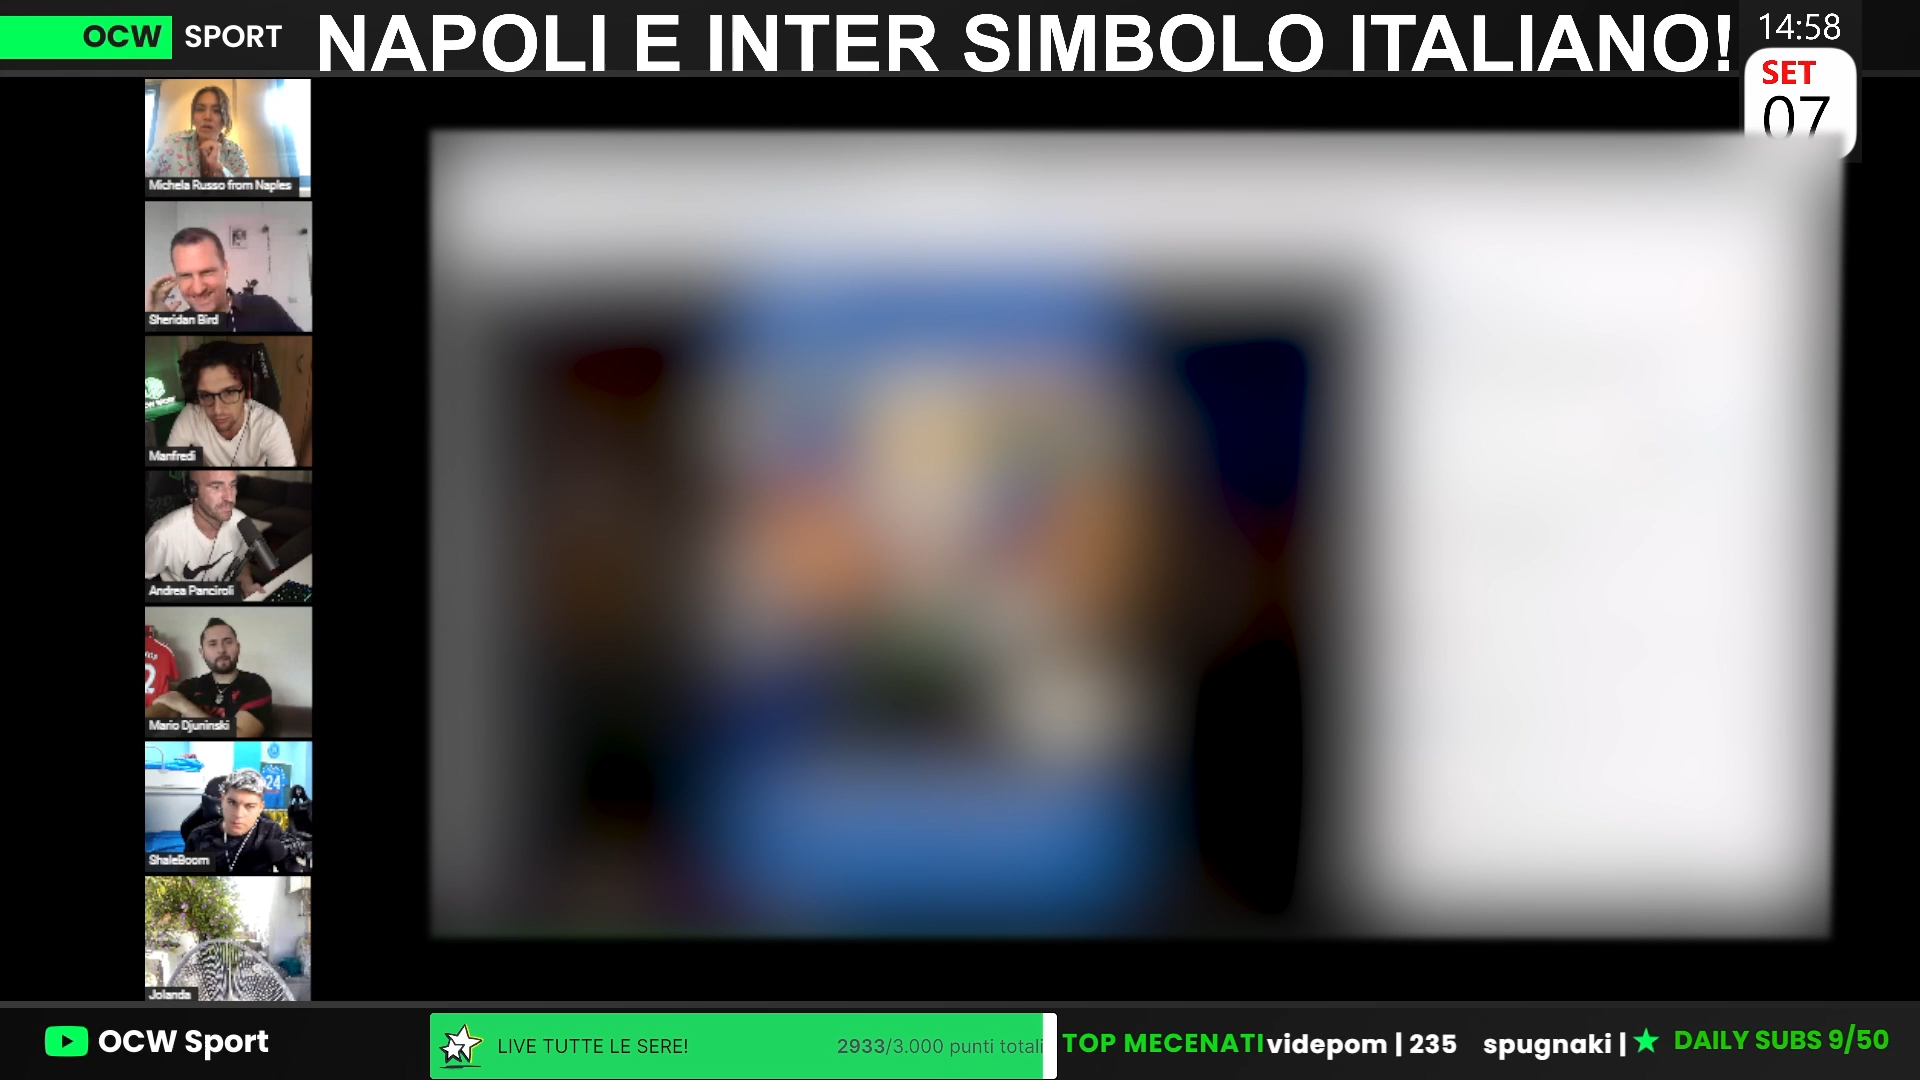 OCW SPORT
NAPOLI E INTER SIMBOLO ITALIANO!
14:58
SET
07
Michela Russo from Naples
Sheridan Bird
Manfredi
Andrea Panciroli
Mario Djuninski
24
2
ShaleBoom
Jolanda
OCW Sport
LIVE TUTTE LE SERE!
2933/3.000 punti totali
TOP MECENATI
videpom | 235 spugnaki |
DAILY SUBS 9/50